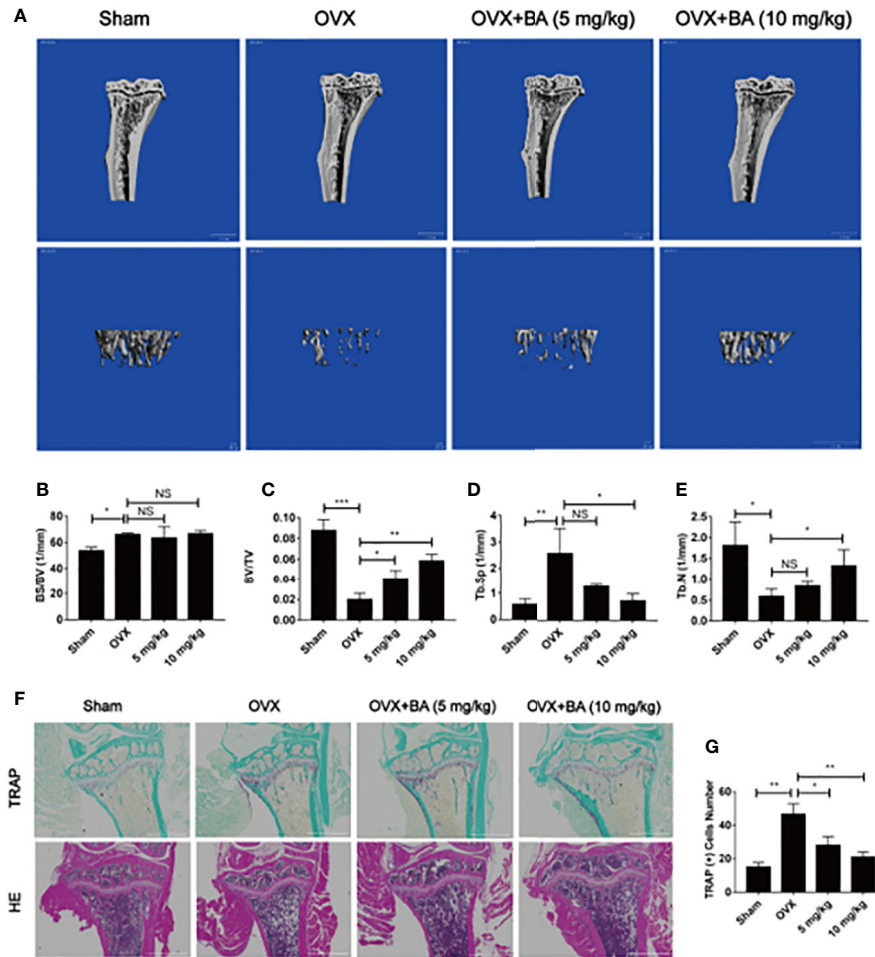 A
Sham
OVX
OVX+BA (5 mg/kg)
OVX+BA (10 mg/kg)
B
NS
*
NS
BS/BV (1/mm)
80
60
40
20
0
Sham
OVX
5 mg/kg
10 mg/kg
C
***
**
*
BV/TV
0.10
0.08
0.06
0.04
0.02
0.00
Sham
OVX
5 mg/kg
10 mg/kg
D
*
**
NS
Tb.Sp (1/mm)
4
3
2
1
0
Sham
OVX
5 mg/kg
10 mg/kg
E
*
*
NS
Tb.N (1/mm)
2.5
2.0
1.5
1.0
0.5
0.0
Sham
OVX
5 mg/kg
10 mg/kg
F
Sham
OVX
OVX+BA (5 mg/kg)
OVX+BA (10 mg/kg)
TRAP
HE
G
**
**
*
TRAP (+) Cells Number
60
40
20
0
Sham
OVX
5 mg/kg
10 mg/kg